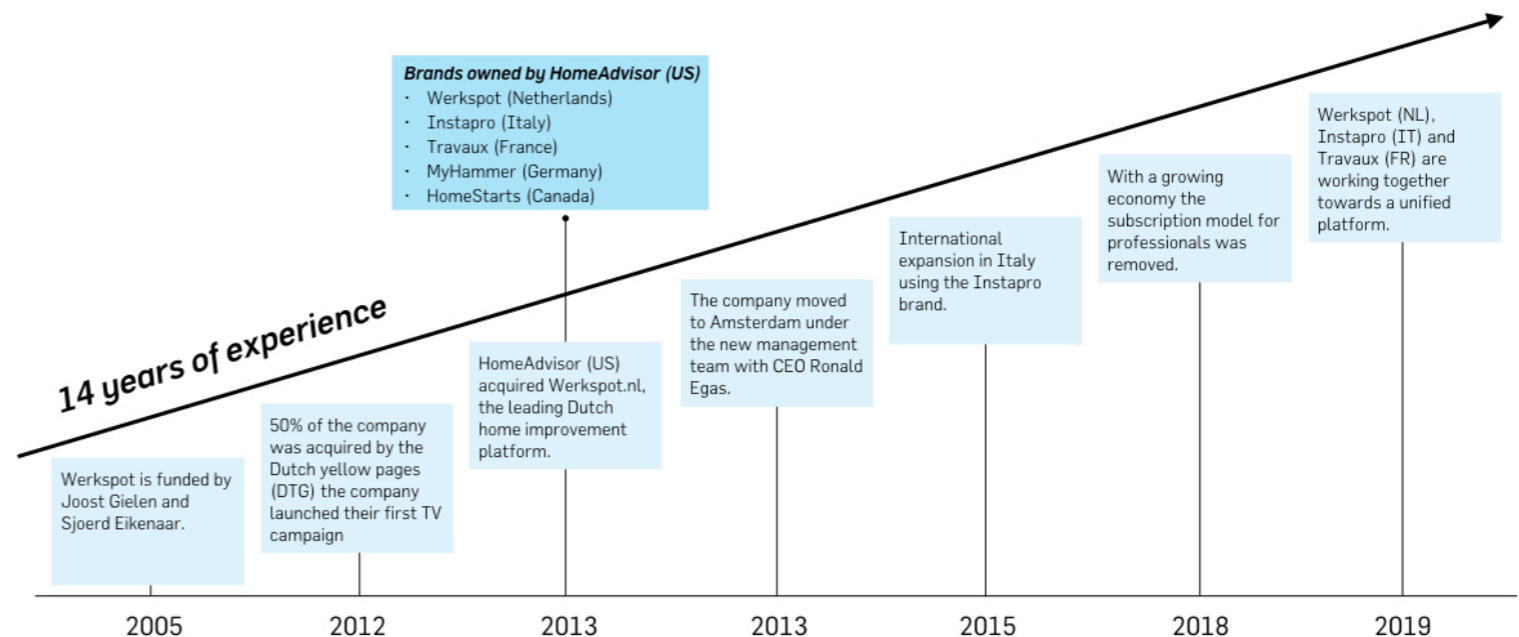 Brands owned by HomeAdvisor (US)
· Werkspot (Netherlands)
· Instapro (Italy)
· Travaux (France)
· MyHammer (Germany)
· HomeStarts (Canada)
14 years of experience
Werkspot is funded by
Joost Gielen and
Sjoerd Eikenaar.
50% of the company
was acquired by the
Dutch yellow pages
(DTG) the company
launched their first TV
campaign
HomeAdvisor (US)
acquired Werkspot.nl,
the leading Dutch
home improvement
platform.
The company moved
to Amsterdam under
the new management
team with CEO Ronald
Egas.
International
expansion in Italy
using the Instapro
brand.
With a growing
economy the
subscription model for
professionals was
removed.
Werkspot (NL),
Instapro (IT) and
Travaux (FR) are
working together
towards a unified
platform.
2005
2012
2013
2013
2015
2018
2019